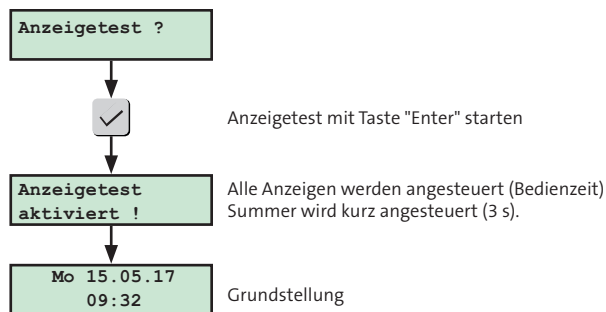 Anzeigetest ?
Anzeigetest mit Taste "Enter" starten
Anzeigetest
aktiviert !
Alle Anzeigen werden angesteuert (Bedienzeit)
Summer wird kurz angesteuert (3 s).
Mo 15.05.17
09:32
Grundstellung